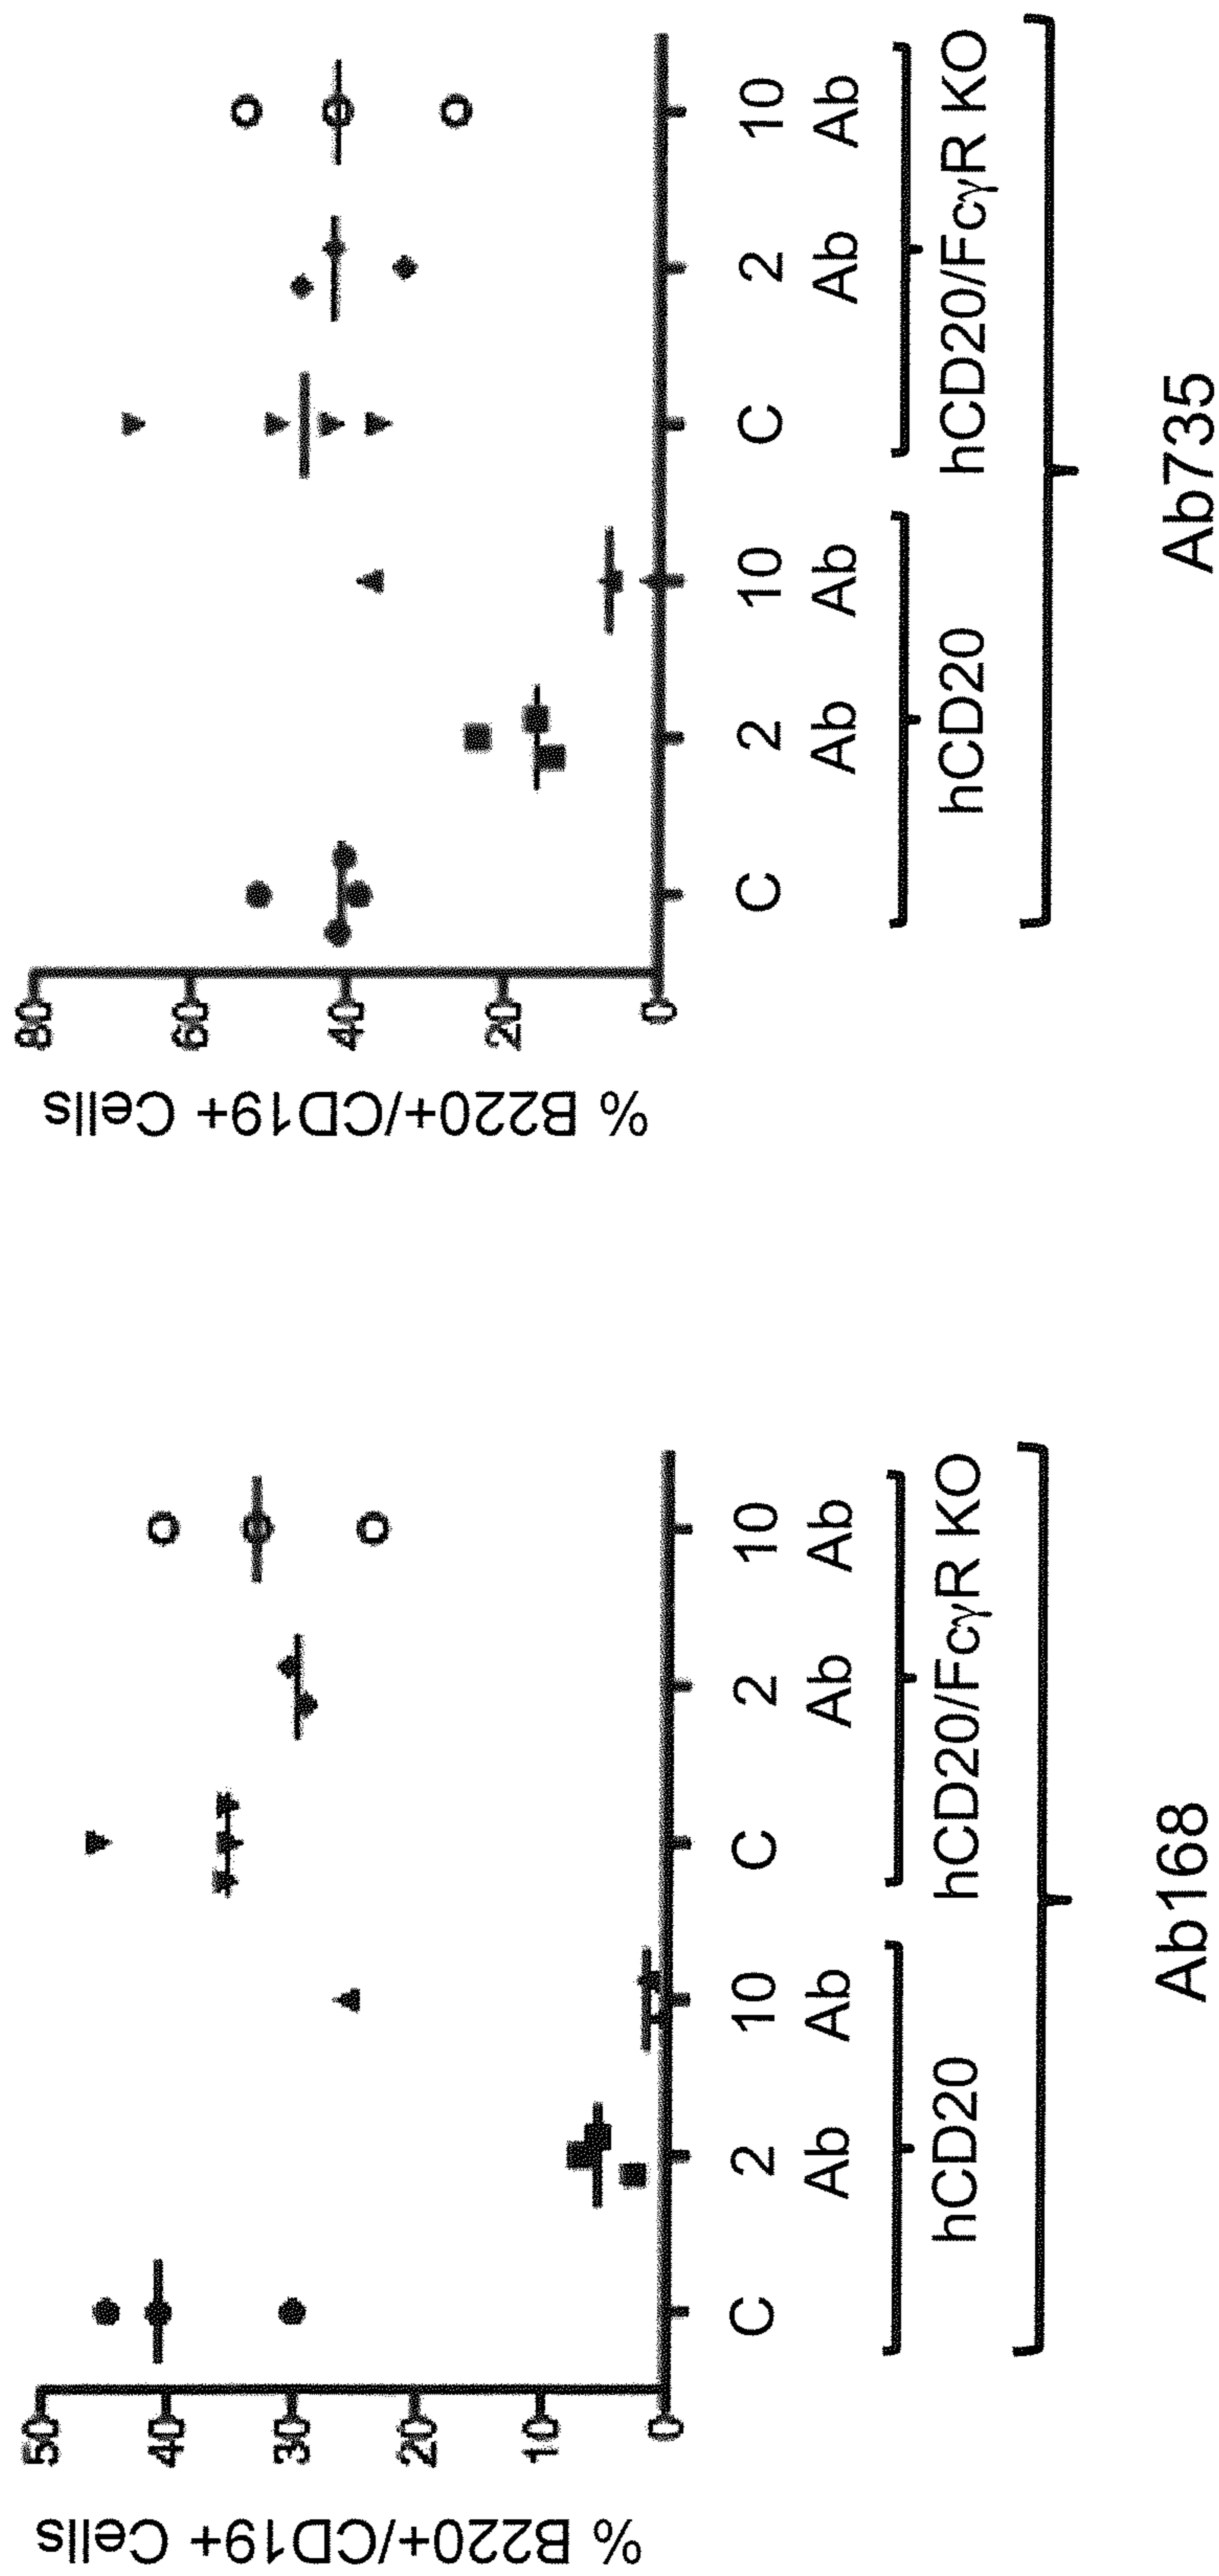 % B220+/CD19+ Cells
50
40
30
20
10
0
C 2 10 C 2 10
Ab Ab Ab Ab
hCD20 hCD20/FcγR KO
Ab168
% B220+/CD19+ Cells
80
60
40
20
0
C 2 10 C 2 10
Ab Ab Ab Ab
hCD20 hCD20/FcγR KO
Ab735